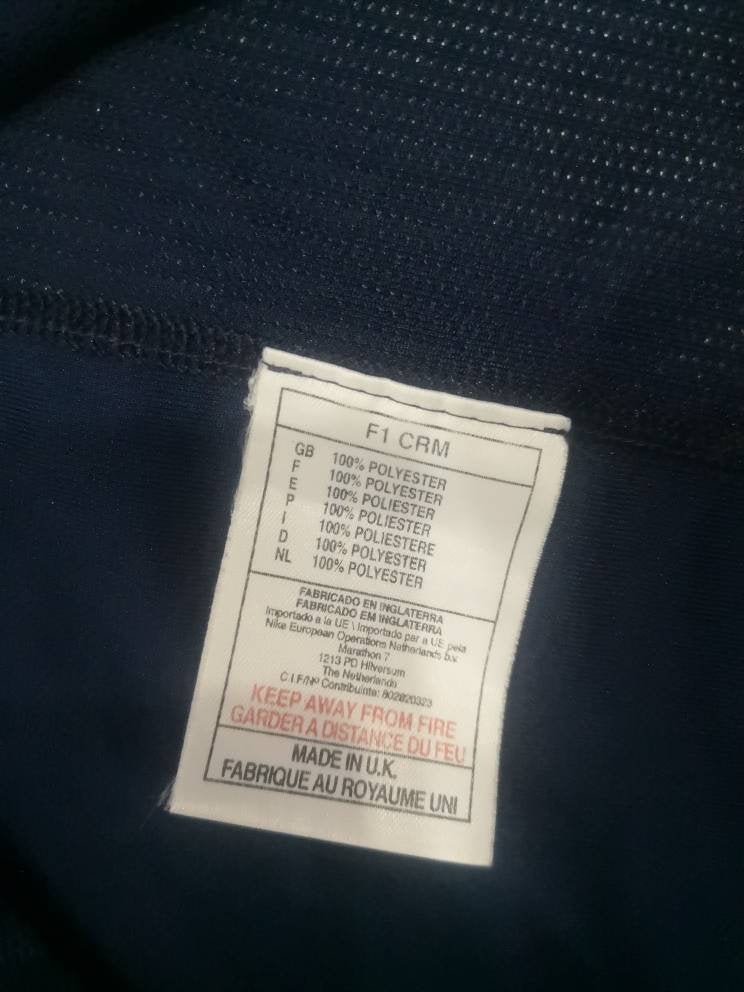 F1 CRM
GB 100% POLYESTER
F 100% POLYESTER
E 100% POLIESTER
P 100% POLIESTER
I 100% POLIESTERE
D 100% POLYESTER
NL 100% POLYESTER
FABRICADO EN INGLATERRA
FABRICADO EM INGLATERRA
Importado a la UE \ Importado par a UE pela
Nike European Operations Netherlands b.v.
Marathon 7
1213 PD Hilversum
The Netherlands
C.I.F/Nº Contribuinte: 802820323
KEEP AWAY FROM FIRE
GARDER A DISTANCE DU FEU
MADE IN U.K.
FABRIQUE AU ROYAUME UNI